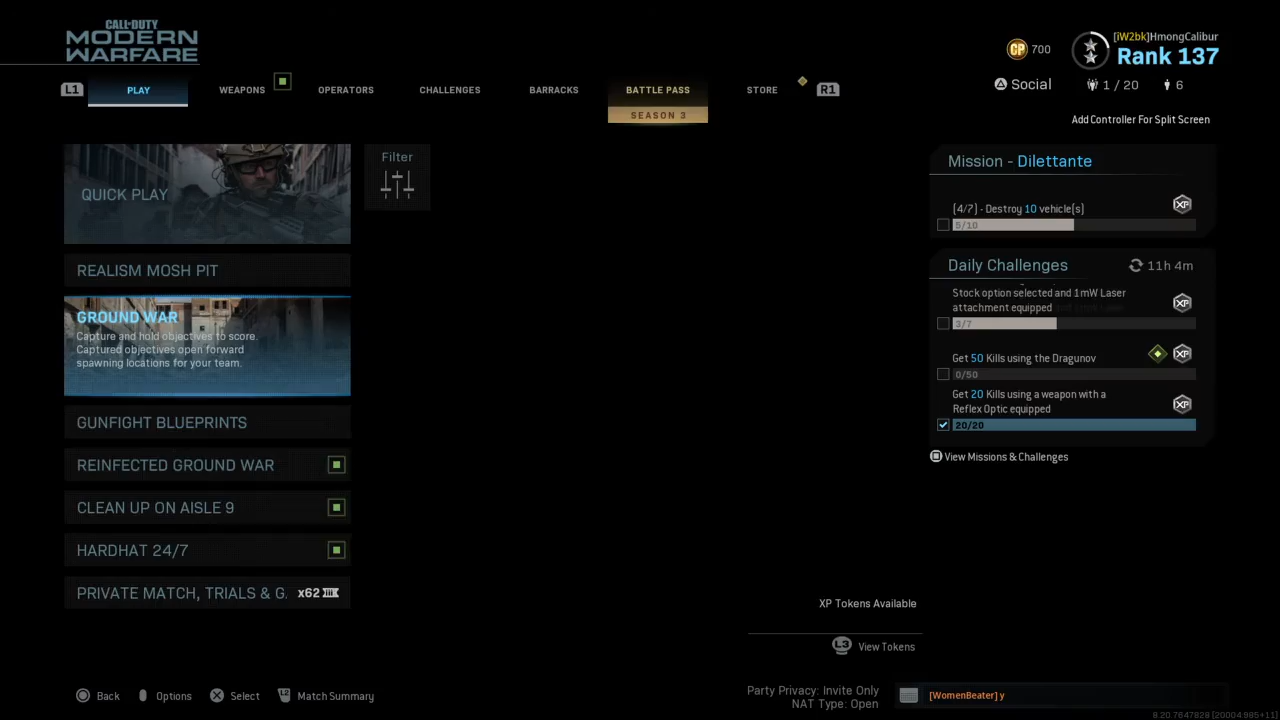 CALL OF DUTY
MODERN
WARFARE
CP 700
[iW2bk]HmongCalibur
Rank 137
L1 PLAY WEAPONS OPERATORS CHALLENGES BARRACKS BATTLE PASS STORE R1
SEASON 3
Social 1 / 20 6
Add Controller For Split Screen
QUICK PLAY
Filter
REALISM MOSH PIT
GROUND WAR
Capture and hold objectives to score.
Captured objectives open forward
spawning locations for your team.
GUNFIGHT BLUEPRINTS
REINFECTED GROUND WAR
CLEAN UP ON AISLE 9
HARDHAT 24/7
PRIVATE MATCH, TRIALS & G. x62
Mission - Dilettante
[4/7] - Destroy 10 vehicle(s) XP
5/10
Daily Challenges 11h 4m
Stock option selected and 1mW Laser
attachment equipped XP
3/7
Get 50 Kills using the Dragunov XP
0/50
Get 20 Kills using a weapon with a
Reflex Optic equipped XP
20/20
View Missions & Challenges
XP Tokens Available
L3 View Tokens
Back Options Select L2 Match Summary
Party Privacy: Invite Only
NAT Type: Open
[WomenBeater] y